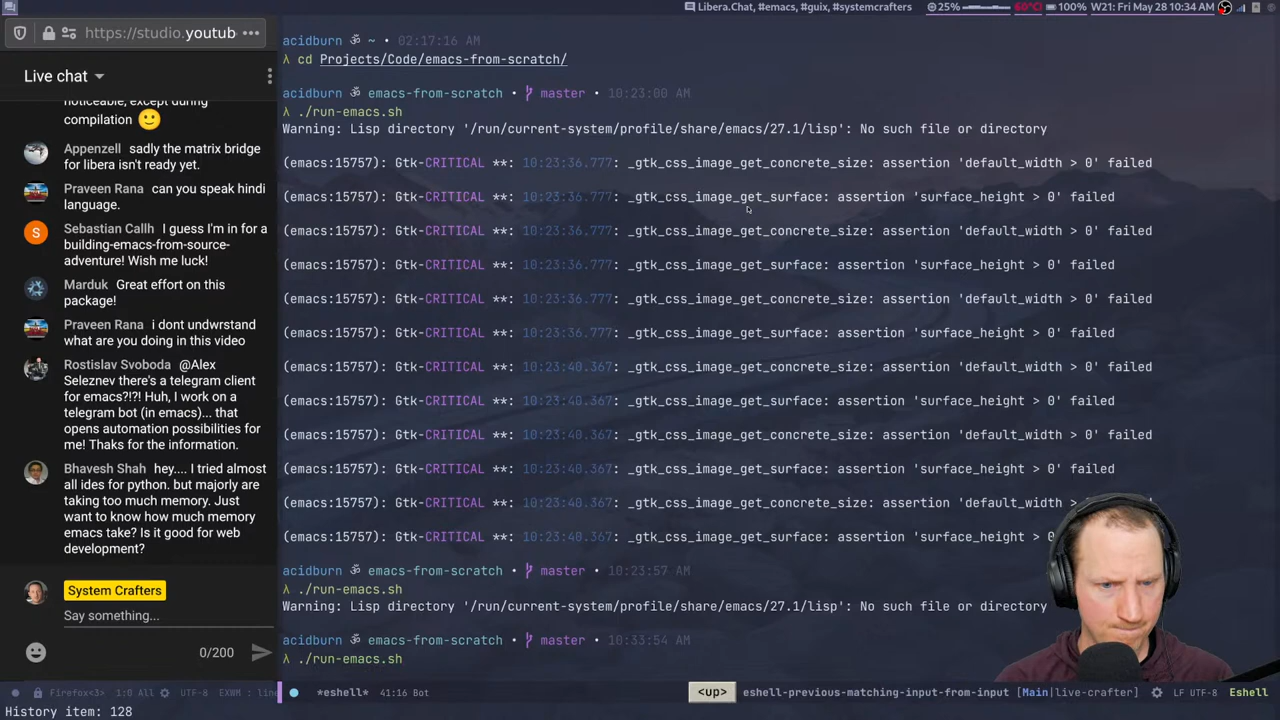 Libera.Chat, #emacs, #guix, #systemcrafters
25%
60°C
100%
W21: Fri May 28 10:34 AM
https://studio.youtub
Live chat
noticeable, except during
compilation 🙂
Appenzell sadly the matrix bridge
for libera isn't ready yet.
Praveen Rana can you speak hindi
language.
Sebastian Callh I guess I'm in for a
building-emacs-from-source-
adventure! Wish me luck!
Marduk Great effort on this
package!
Praveen Rana i dont undwrstand
what are you doing in this video
Rostislav Svoboda @Alex
Seleznev there's a telegram client
for emacs?!?! Huh, I work on a
telegram bot (in emacs)... that
opens automation possibilities for
me! Thaks for the information.
Bhavesh Shah hey.... I tried almost
all ides for python. but majorly are
taking too much memory. Just
want to know how much memory
emacs take? Is it good for web
development?
System Crafters
Say something...
0/200
acidburn ॐ ~ • 02:17:16 AM
λ cd Projects/Code/emacs-from-scratch/
acidburn ॐ emacs-from-scratch • master • 10:23:00 AM
λ ./run-emacs.sh
Warning: Lisp directory '/run/current-system/profile/share/emacs/27.1/lisp': No such file or directory
(emacs:15757): Gtk-CRITICAL **: 10:23:36.777: _gtk_css_image_get_concrete_size: assertion 'default_width > 0' failed
(emacs:15757): Gtk-CRITICAL **: 10:23:36.777: _gtk_css_image_get_surface: assertion 'surface_height > 0' failed
(emacs:15757): Gtk-CRITICAL **: 10:23:36.777: _gtk_css_image_get_concrete_size: assertion 'default_width > 0' failed
(emacs:15757): Gtk-CRITICAL **: 10:23:36.777: _gtk_css_image_get_surface: assertion 'surface_height > 0' failed
(emacs:15757): Gtk-CRITICAL **: 10:23:36.777: _gtk_css_image_get_concrete_size: assertion 'default_width > 0' failed
(emacs:15757): Gtk-CRITICAL **: 10:23:36.777: _gtk_css_image_get_surface: assertion 'surface_height > 0' failed
(emacs:15757): Gtk-CRITICAL **: 10:23:40.367: _gtk_css_image_get_concrete_size: assertion 'default_width > 0' failed
(emacs:15757): Gtk-CRITICAL **: 10:23:40.367: _gtk_css_image_get_surface: assertion 'surface_height > 0' failed
(emacs:15757): Gtk-CRITICAL **: 10:23:40.367: _gtk_css_image_get_concrete_size: assertion 'default_width > 0' failed
(emacs:15757): Gtk-CRITICAL **: 10:23:40.367: _gtk_css_image_get_surface: assertion 'surface_height > 0' failed
(emacs:15757): Gtk-CRITICAL **: 10:23:40.367: _gtk_css_image_get_concrete_size: assertion 'default_width >
(emacs:15757): Gtk-CRITICAL **: 10:23:40.367: _gtk_css_image_get_surface: assertion 'surface_height > 0
acidburn ॐ emacs-from-scratch • master • 10:23:57 AM
λ ./run-emacs.sh
Warning: Lisp directory '/run/current-system/profile/share/emacs/27.1/lisp': No such file or directory
acidburn ॐ emacs-from-scratch • master • 10:33:54 AM
λ ./run-emacs.sh
Firefox<3> 1:0 All UTF-8 EXWM : line
*eshell* 41:16 Bot
<up> eshell-previous-matching-input-from-input [Main|live-crafter] LF UTF-8 Eshell
History item: 128